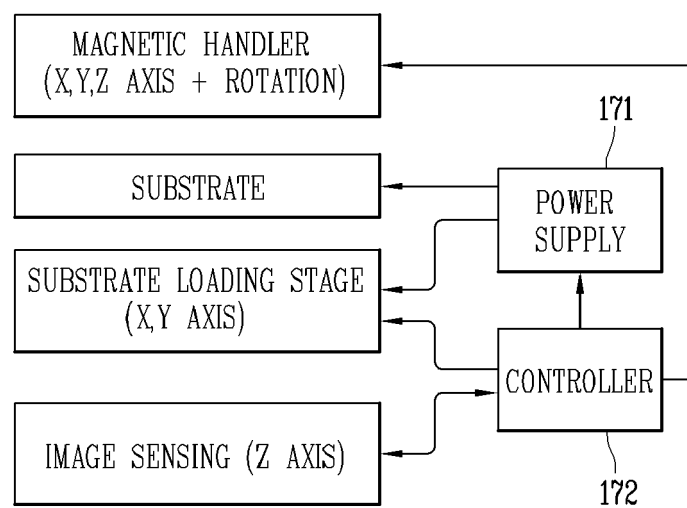 MAGNETIC HANDLER
(X,Y,Z AXIS + ROTATION)
171
SUBSTRATE
POWER
SUPPLY
SUBSTRATE LOADING STAGE
(X,Y AXIS)
CONTROLLER
IMAGE SENSING (Z AXIS)
172